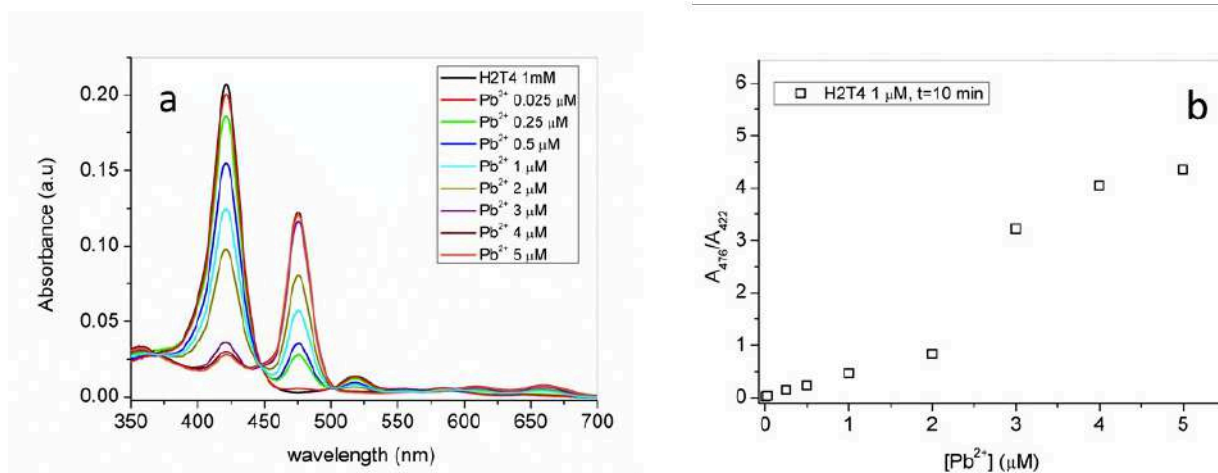 a
H2T4 1mM
Pb²⁺ 0.025 μM
Pb²⁺ 0.25 μM
Pb²⁺ 0.5 μM
Pb²⁺ 1 μM
Pb²⁺ 2 μM
Pb²⁺ 3 μM
Pb²⁺ 4 μM
Pb²⁺ 5 μM
Absorbance (a.u)
0.20
0.15
0.10
0.05
0.00
350 400 450 500 550 600 650 700
wavelength (nm)
b
H2T4 1 μM, t=10 min
A₄₇₆/A₄₂₂
6
5
4
3
2
1
0
0 1 2 3 4 5
[Pb²⁺] (μM)